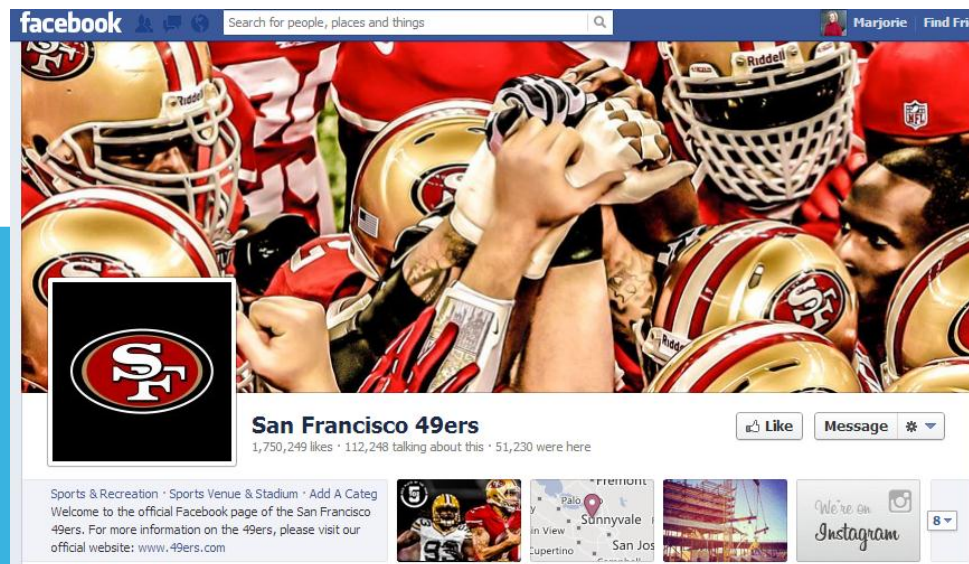 facebook
Search for people, places and things
Marjorie
Find Fri
Riddell
Riddell
NFL
SF
San Francisco 49ers
1,750,249 likes · 112,248 talking about this · 51,230 were here
Like
Message
Sports & Recreation · Sports Venue & Stadium · Add A Categ
Welcome to the official Facebook page of the San Francisco
49ers. For more information on the 49ers, please visit our
official website: www.49ers.com
Fremont
Palo
Sunnyvale
in View
Cupertino
San Jos
We're on
Instagram
8